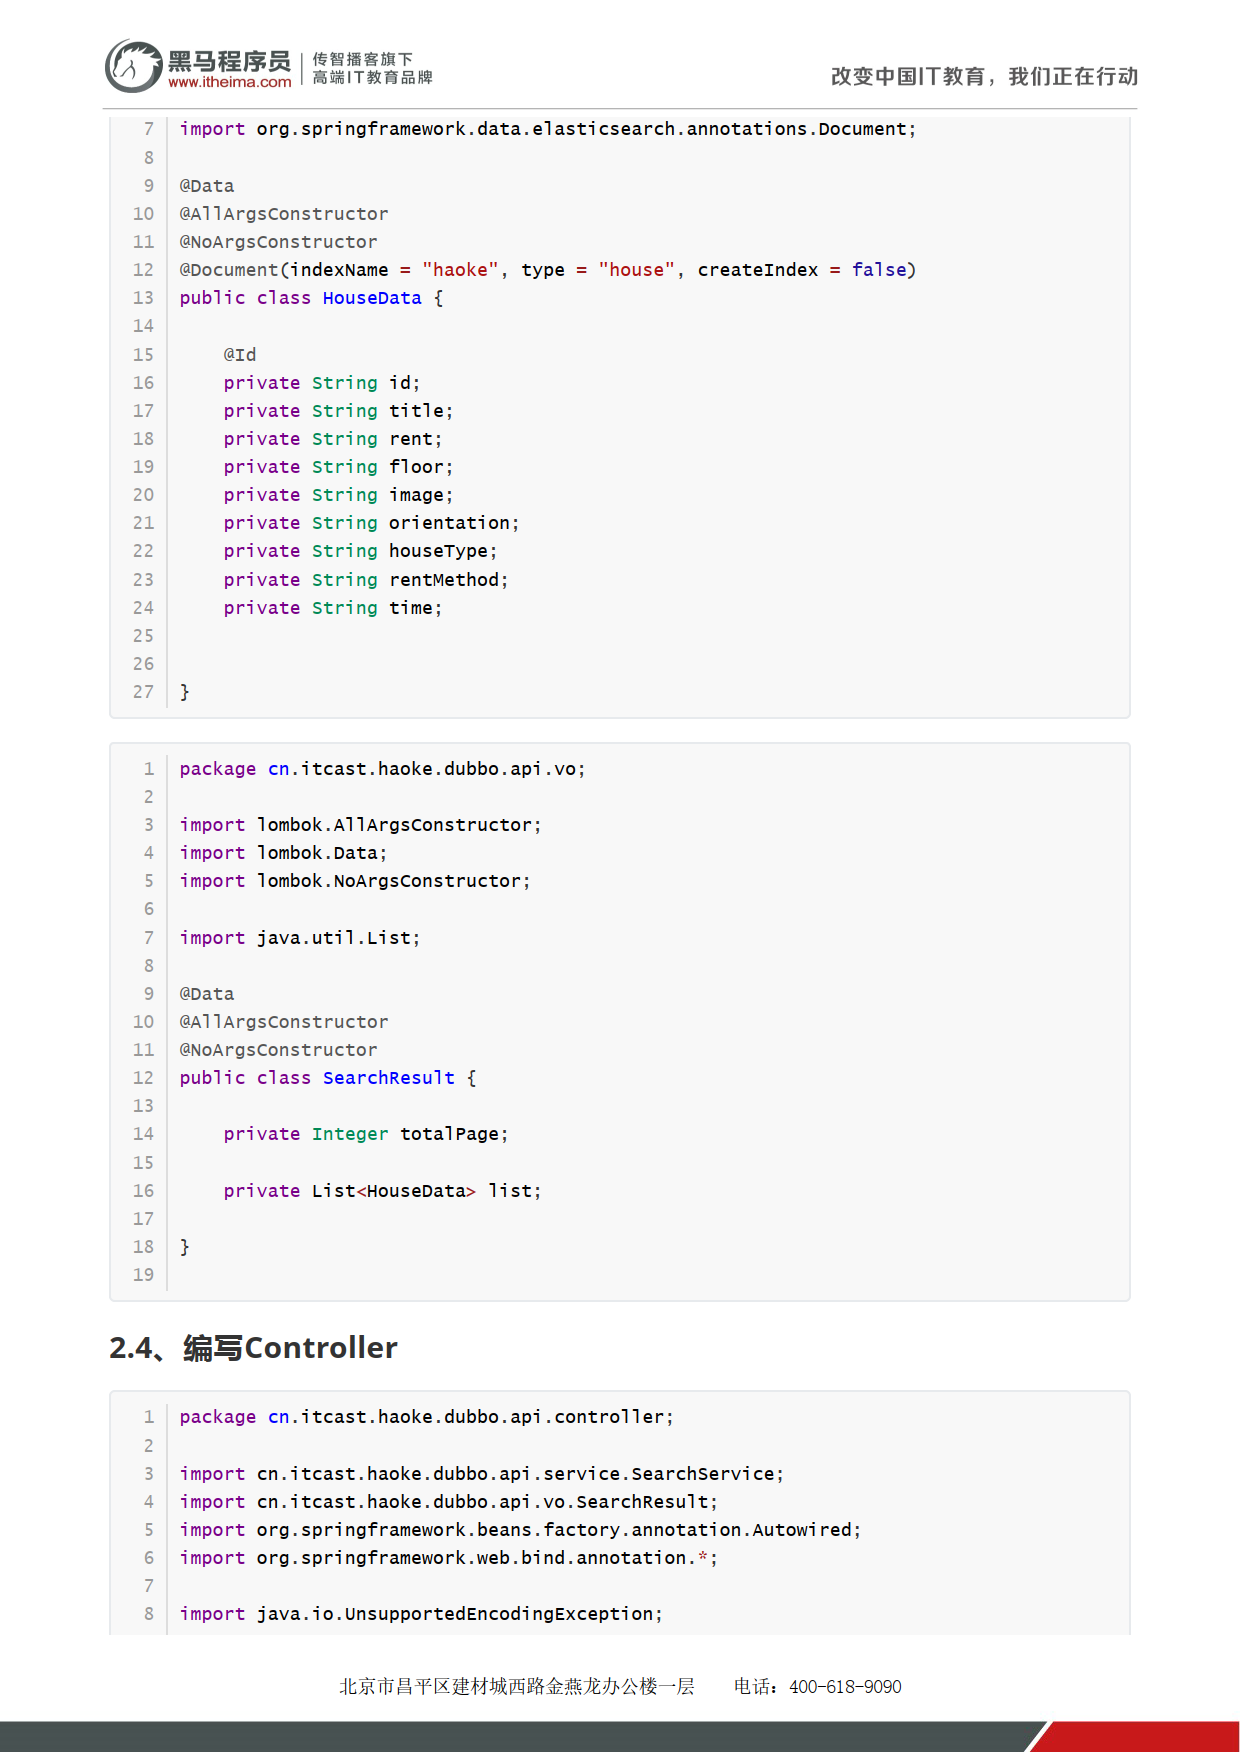 黑马程序员
www.itheima.com
传智播客旗下
高端IT教育品牌
改变中国IT教育，我们正在行动
7 import org.springframework.data.elasticsearch.annotations.Document;
8
9 @Data
10 @AllArgsConstructor
11 @NoArgsConstructor
12 @Document(indexName = "haoke", type = "house", createIndex = false)
13 public class HouseData {
14
15     @Id
16     private String id;
17     private String title;
18     private String rent;
19     private String floor;
20     private String image;
21     private String orientation;
22     private String houseType;
23     private String rentMethod;
24     private String time;
25
26
27 }
1 package cn.itcast.haoke.dubbo.api.vo;
2
3 import lombok.AllArgsConstructor;
4 import lombok.Data;
5 import lombok.NoArgsConstructor;
6
7 import java.util.List;
8
9 @Data
10 @AllArgsConstructor
11 @NoArgsConstructor
12 public class SearchResult {
13
14     private Integer totalPage;
15
16     private List<HouseData> list;
17
18 }
19
2.4、编写Controller
1 package cn.itcast.haoke.dubbo.api.controller;
2
3 import cn.itcast.haoke.dubbo.api.service.SearchService;
4 import cn.itcast.haoke.dubbo.api.vo.SearchResult;
5 import org.springframework.beans.factory.annotation.Autowired;
6 import org.springframework.web.bind.annotation.*;
7
8 import java.io.UnsupportedEncodingException;
北京市昌平区建材城西路金燕龙办公楼一层 电话：400-618-9090